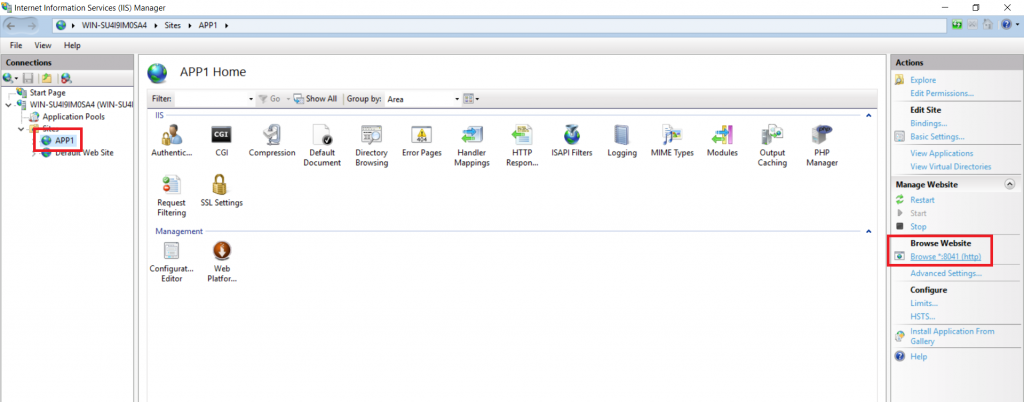 Internet Information Services (IIS) Manager
WIN-SU4I9IM0SA4 Sites APP1
File View Help
Connections
Start Page
WIN-SU4I9IM0SA4 (WIN-SU4I
Application Pools
Sites
APP1
Default Web Site
APP1 Home
Filter: Go Show All Group by: Area
IIS
Authentic... CGI Compression Default Document Directory Browsing Error Pages Handler Mappings HTTP Respon... ISAPI Filters Logging MIME Types Modules Output Caching PHP Manager
Request Filtering SSL Settings
Management
Configurat... Editor Web Platfor...
Actions
Explore
Edit Permissions...
Edit Site
Bindings...
Basic Settings...
View Applications
View Virtual Directories
Manage Website
Restart
Start
Stop
Browse Website
Browse *:8041 (http)
Advanced Settings...
Configure
Limits...
HSTS...
Install Application From
Gallery
Help